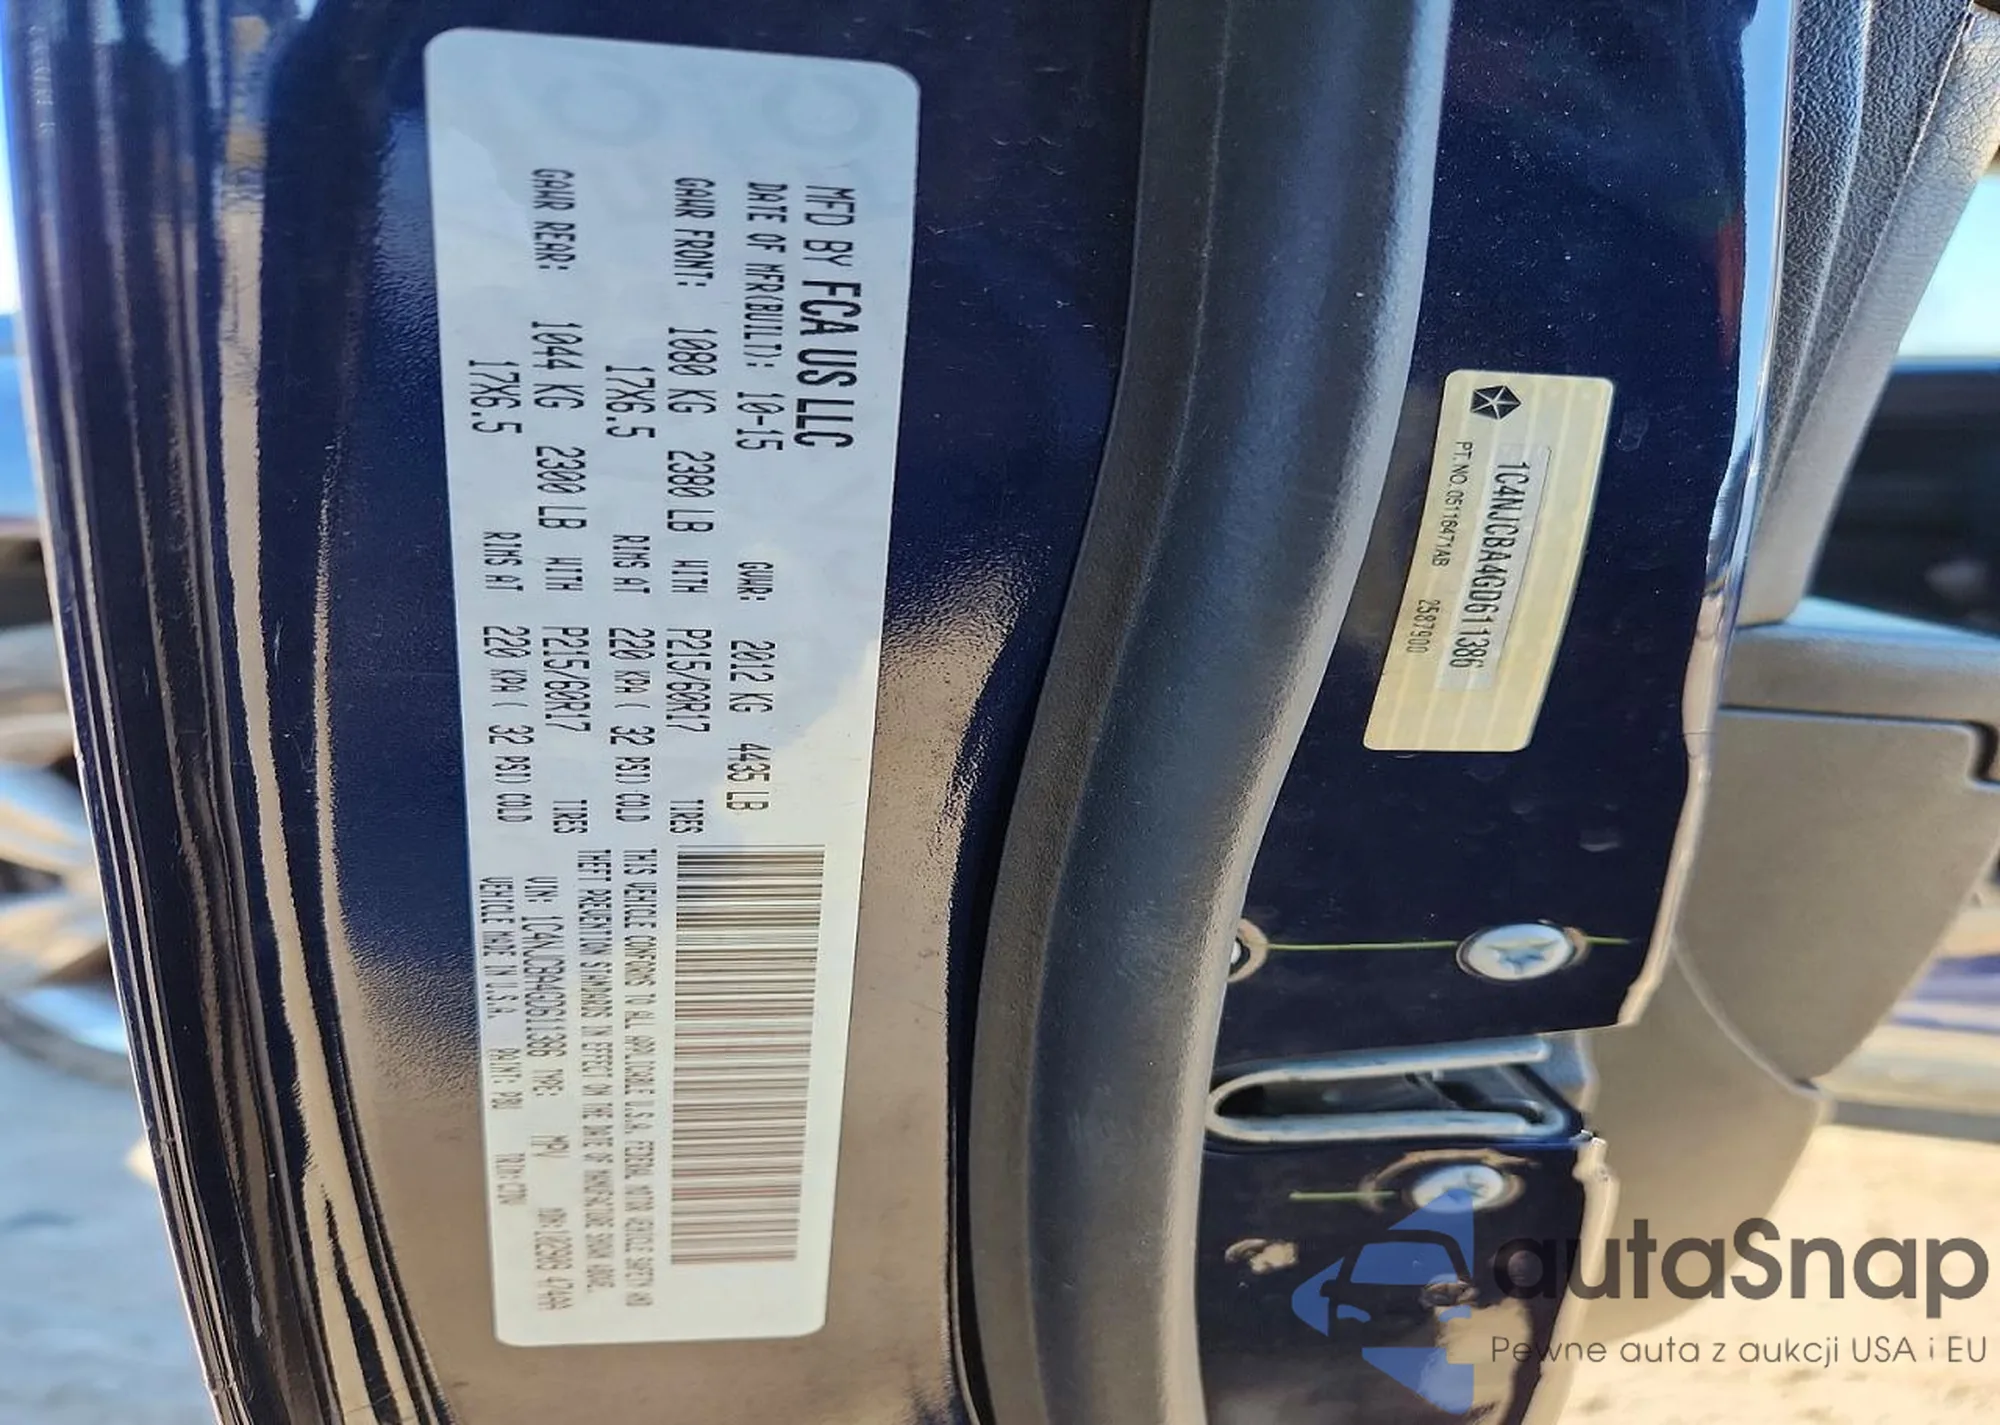 MFD BY FCA US LLC
DATE OF MFR(BUILT): 10-15 GVWR: 2012 KG 4435 LB
GAWR FRONT: 1080 KG 2380 LB WITH P215/60R17 TIRES
17X6.5 RIMS AT 220 KPA ( 32 PSI) COLD
GAWR REAR: 1044 KG 2300 LB WITH P215/60R17 TIRES
17X6.5 RIMS AT 220 KPA ( 32 PSI) COLD
THIS VEHICLE CONFORMS TO ALL APPLICABLE U.S.A. FEDERAL MOTOR VEHICLE SAFETY AND
THEFT PREVENTION STANDARDS IN EFFECT ON THE DATE OF MANUFACTURE SHOWN ABOVE.
VIN: 1C4NJCBA4GD611386 TYPE: MPV MDH:
VEHICLE MADE IN U.S.A. PAINT: PBU TRIM:
1C4NJCBA4GD611386
PT. NO. 05116471AB 2587900
autoSnap
Pewne auta z aukcji USA i EU